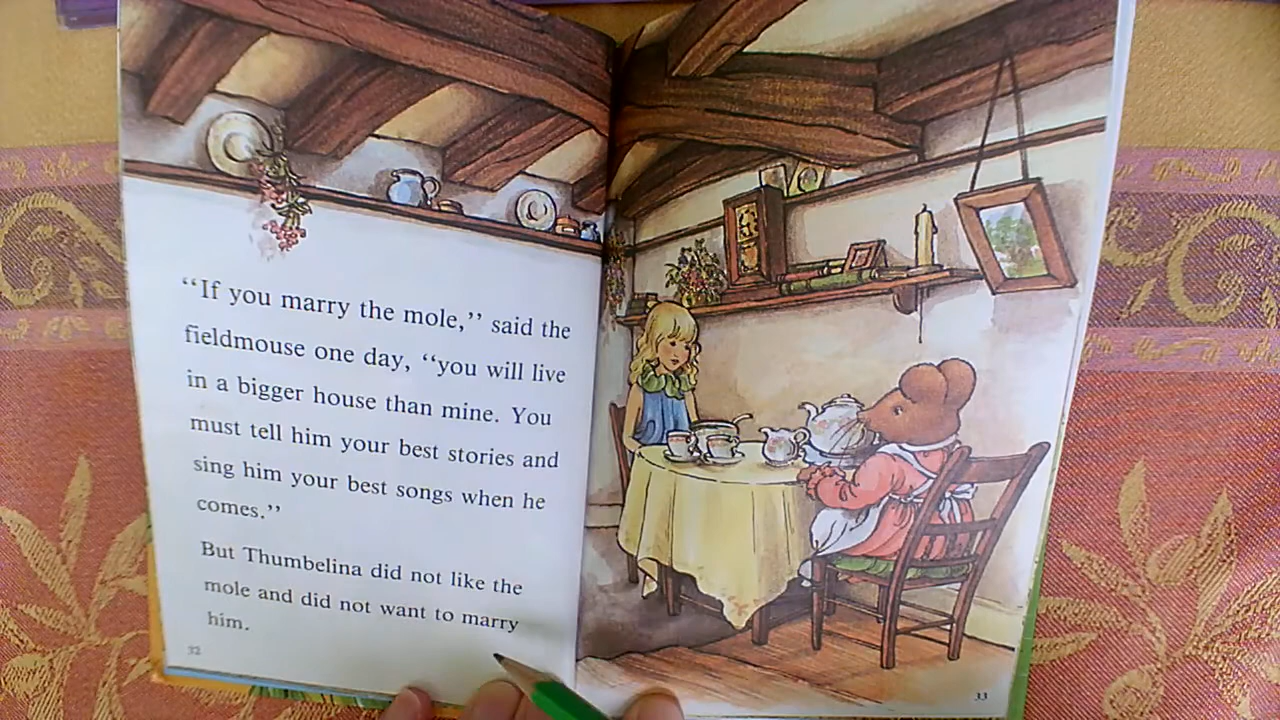 “If you marry the mole,” said the
fieldmouse one day, “you will live
in a bigger house than mine. You
must tell him your best stories and
sing him your best songs when he
comes.”
But Thumbelina did not like the
mole and did not want to marry
him.
32
33